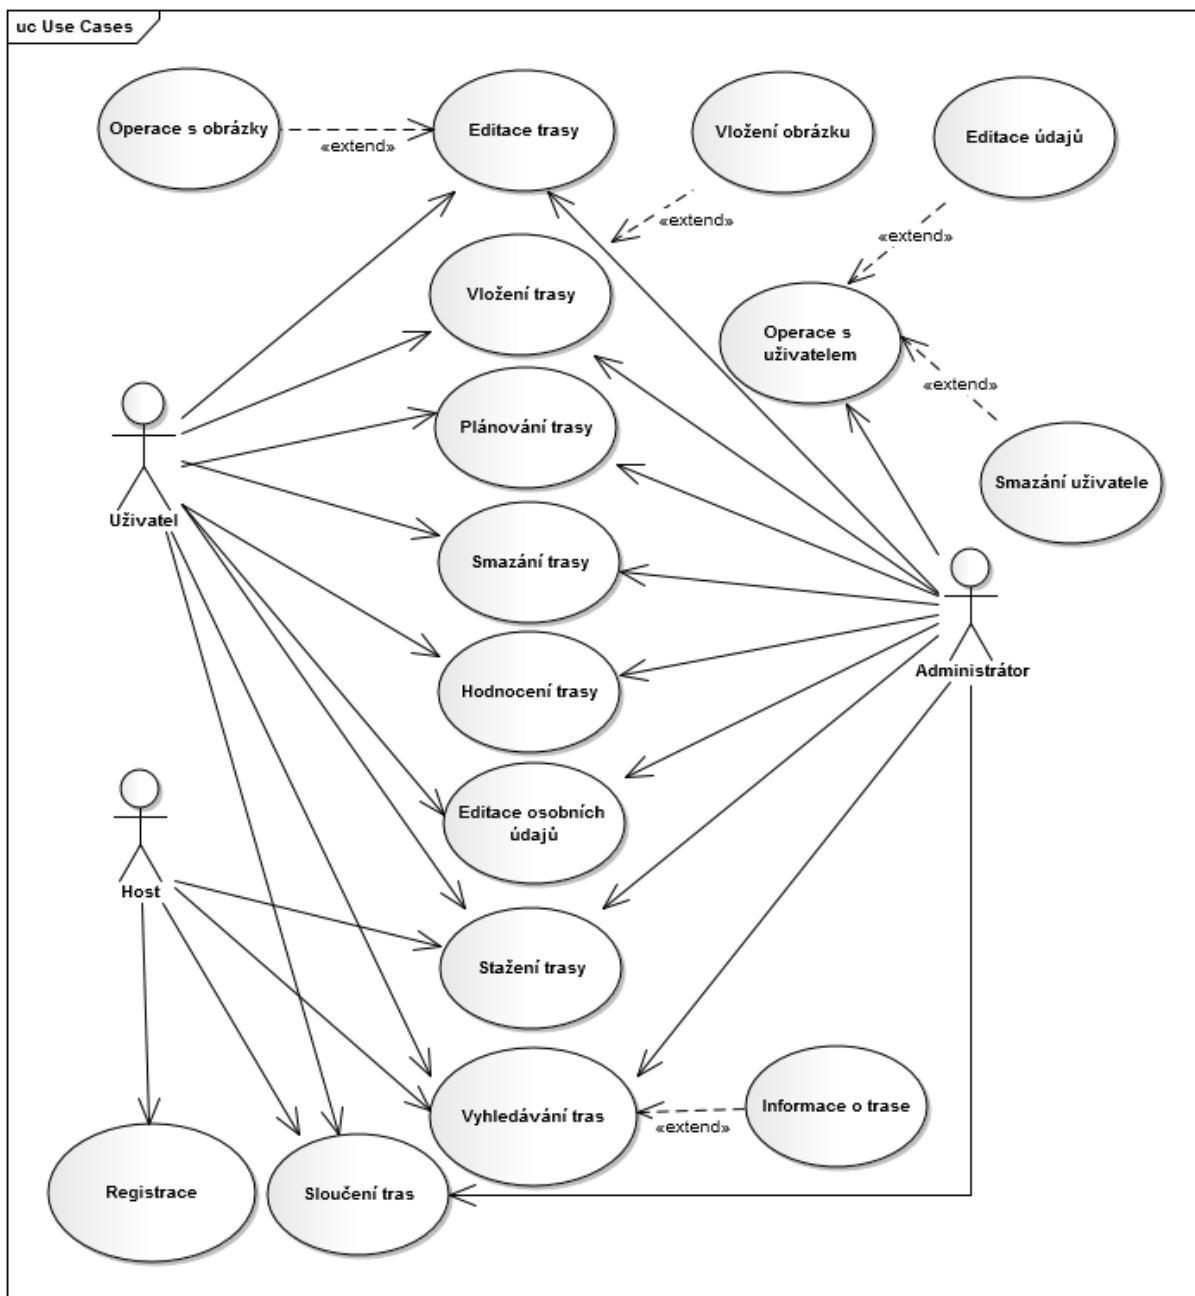 uc Use Cases
Operace s obrázky
«extend»
Editace trasy
Vložení obrázku
Editace údajů
«extend»
«extend»
Vložení trasy
Operace s
uživatelem
«extend»
Plánování trasy
Smazání uživatele
Uživatel
Smazání trasy
Administrátor
Hodnocení trasy
Editace osobních
údajů
Host
Stažení trasy
Vyhledávání tras
«extend»
Informace o trase
Registrace
Sloučení tras